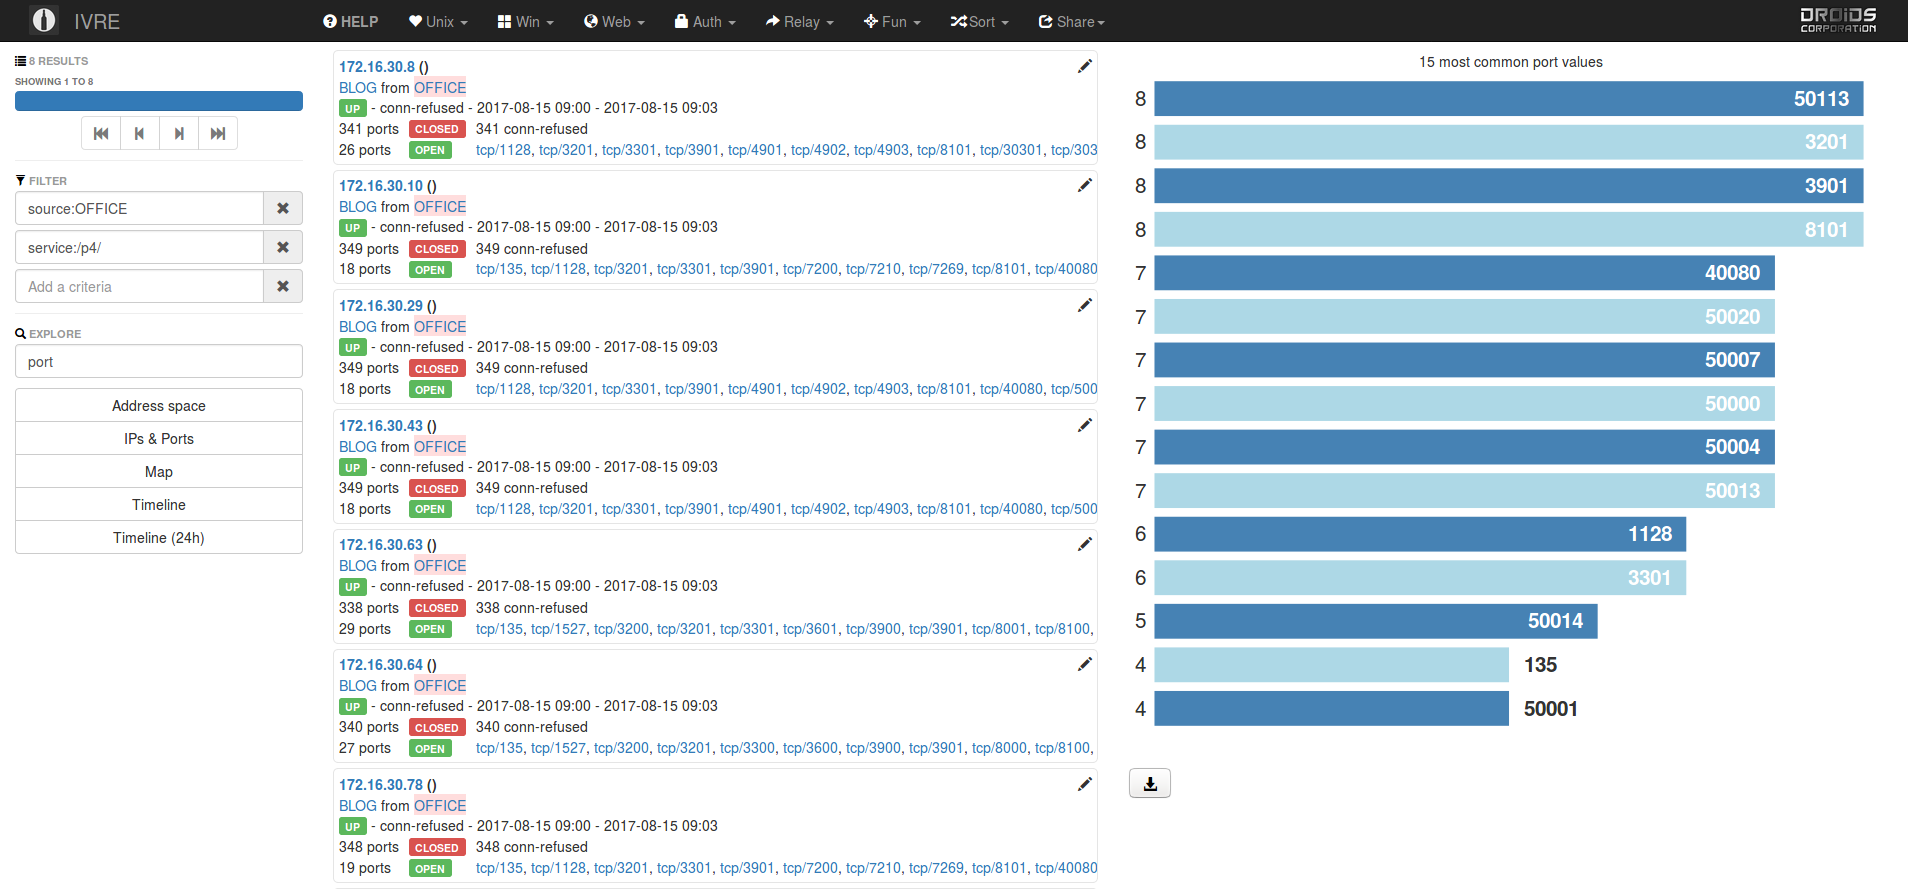 IVRE
HELP Unix Win Web Auth Relay Fun Sort Share
DROIDS
CORPORATION
8 RESULTS
SHOWING 1 TO 8
FILTER
source:OFFICE
service:/p4/
Add a criteria
EXPLORE
port
Address space
IPs & Ports
Map
Timeline
Timeline (24h)
172.16.30.8 ()
BLOG from OFFICE
UP - conn-refused - 2017-08-15 09:00 - 2017-08-15 09:03
341 ports CLOSED 341 conn-refused
26 ports OPEN tcp/1128, tcp/3201, tcp/3301, tcp/3901, tcp/4901, tcp/4902, tcp/4903, tcp/8101, tcp/30301, tcp/303
172.16.30.10 ()
BLOG from OFFICE
UP - conn-refused - 2017-08-15 09:00 - 2017-08-15 09:03
349 ports CLOSED 349 conn-refused
18 ports OPEN tcp/135, tcp/1128, tcp/3201, tcp/3301, tcp/3901, tcp/7200, tcp/7210, tcp/7269, tcp/8101, tcp/40080
172.16.30.29 ()
BLOG from OFFICE
UP - conn-refused - 2017-08-15 09:00 - 2017-08-15 09:03
349 ports CLOSED 349 conn-refused
18 ports OPEN tcp/1128, tcp/3201, tcp/3301, tcp/3901, tcp/4901, tcp/4902, tcp/4903, tcp/8101, tcp/40080, tcp/500
172.16.30.43 ()
BLOG from OFFICE
UP - conn-refused - 2017-08-15 09:00 - 2017-08-15 09:03
349 ports CLOSED 349 conn-refused
18 ports OPEN tcp/1128, tcp/3201, tcp/3301, tcp/3901, tcp/4901, tcp/4902, tcp/4903, tcp/8101, tcp/40080, tcp/500
172.16.30.63 ()
BLOG from OFFICE
UP - conn-refused - 2017-08-15 09:00 - 2017-08-15 09:03
338 ports CLOSED 338 conn-refused
29 ports OPEN tcp/135, tcp/1527, tcp/3200, tcp/3201, tcp/3301, tcp/3601, tcp/3900, tcp/3901, tcp/8001, tcp/8100,
172.16.30.64 ()
BLOG from OFFICE
UP - conn-refused - 2017-08-15 09:00 - 2017-08-15 09:03
340 ports CLOSED 340 conn-refused
27 ports OPEN tcp/135, tcp/1527, tcp/3200, tcp/3201, tcp/3300, tcp/3600, tcp/3900, tcp/3901, tcp/8000, tcp/8100,
172.16.30.78 ()
BLOG from OFFICE
UP - conn-refused - 2017-08-15 09:00 - 2017-08-15 09:03
348 ports CLOSED 348 conn-refused
19 ports OPEN tcp/135, tcp/1128, tcp/3201, tcp/3301, tcp/3901, tcp/7200, tcp/7210, tcp/7269, tcp/8101, tcp/40080
15 most common port values
8 50113
8 3201
8 3901
8 8101
7 40080
7 50020
7 50007
7 50000
7 50004
7 50013
6 1128
6 3301
5 50014
4 135
4 50001